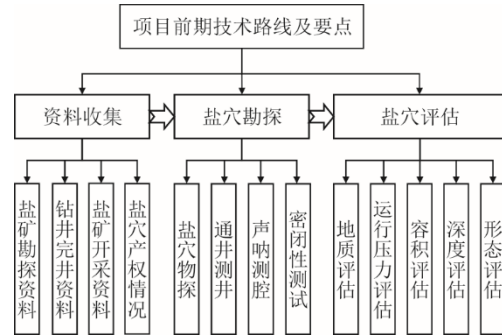 项目前期技术路线及要点
资料收集
盐穴勘探
盐穴评估
盐矿勘探资料
钻井完井资料
盐矿开采资料
盐穴产权情况
盐穴物探
通井测井
声呐测腔
密闭性测试
地质评估
运行压力评估
容积评估
深度评估
形态评估